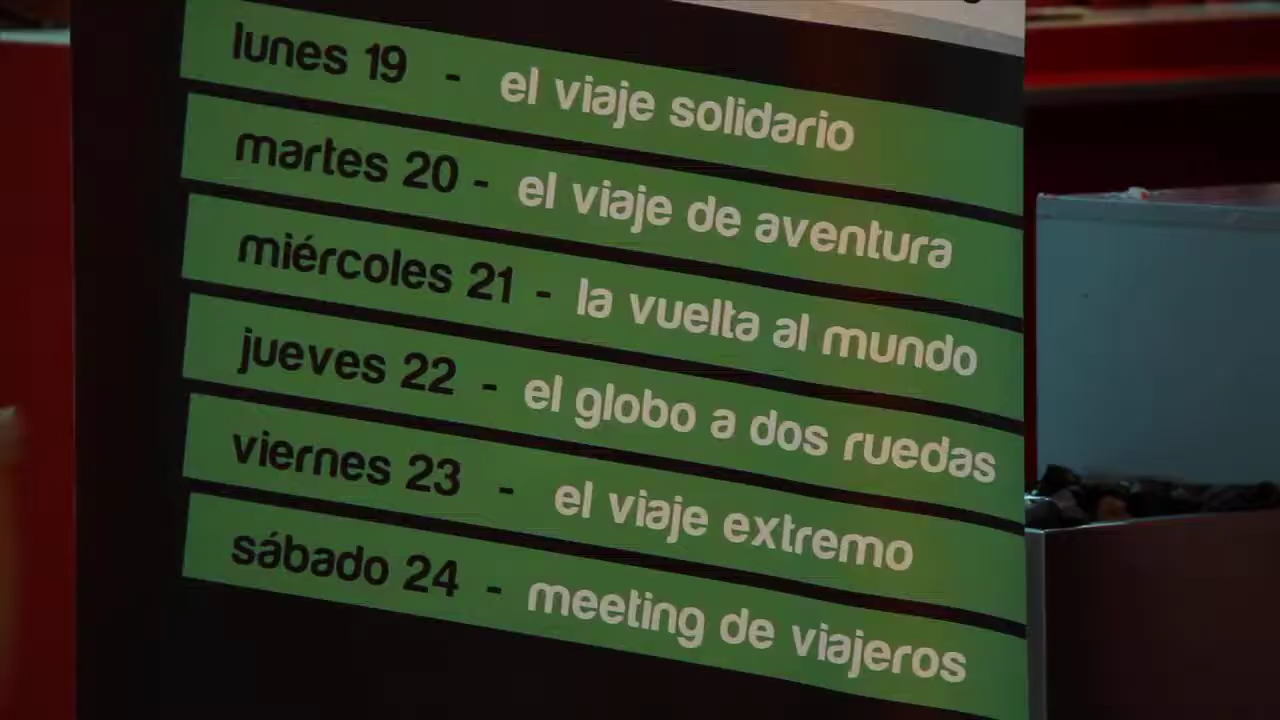 lunes 19 - el viaje solidario
martes 20 - el viaje de aventura
miércoles 21 - la vuelta al mundo
jueves 22 - el globo a dos ruedas
viernes 23 - el viaje extremo
sábado 24 - meeting de viajeros